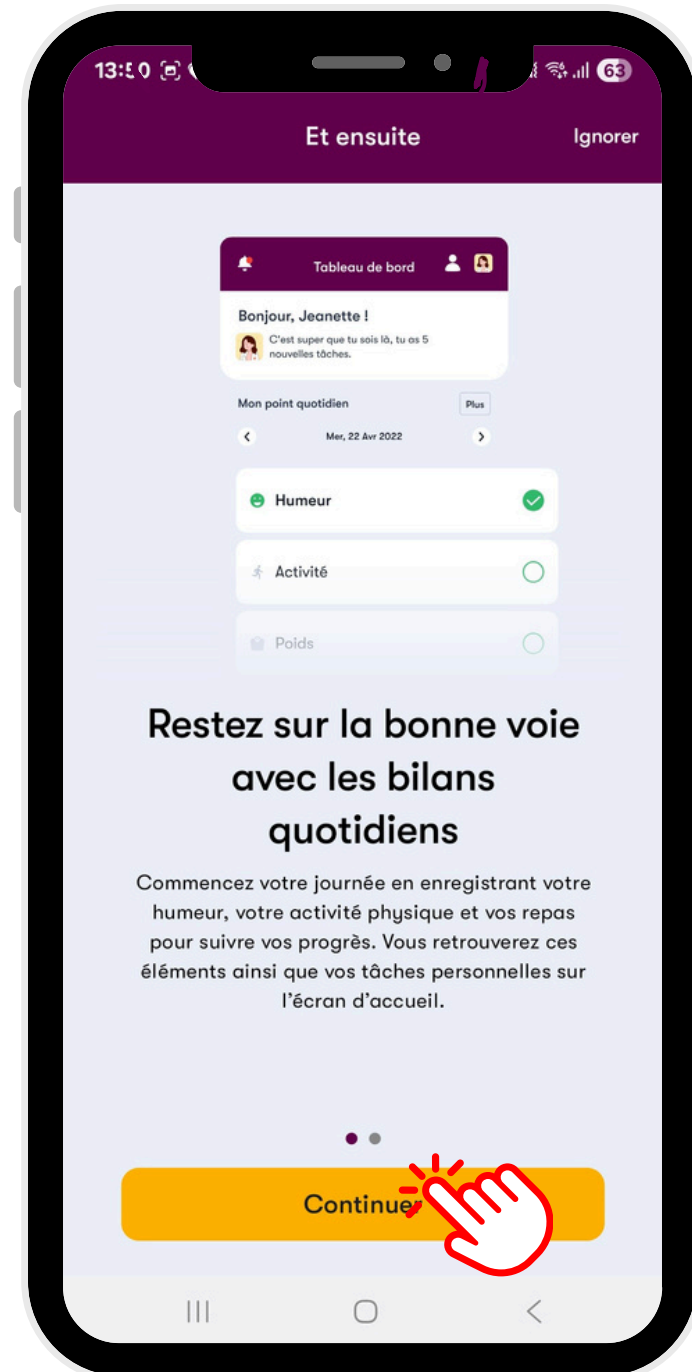 13:50
63
Et ensuite
Ignorer
Tableau de bord
Bonjour, Jeanette !
C'est super que tu sois là, tu as 5
nouvelles tâches.
Mon point quotidien
Plus
Mer, 22 Avr 2022
Humeur
Activité
Poids
Restez sur la bonne voie
avec les bilans
quotidiens
Commencez votre journée en enregistrant votre
humeur, votre activité physique et vos repas
pour suivre vos progrès. Vous retrouverez ces
éléments ainsi que vos tâches personnelles sur
l'écran d'accueil.
Continuer